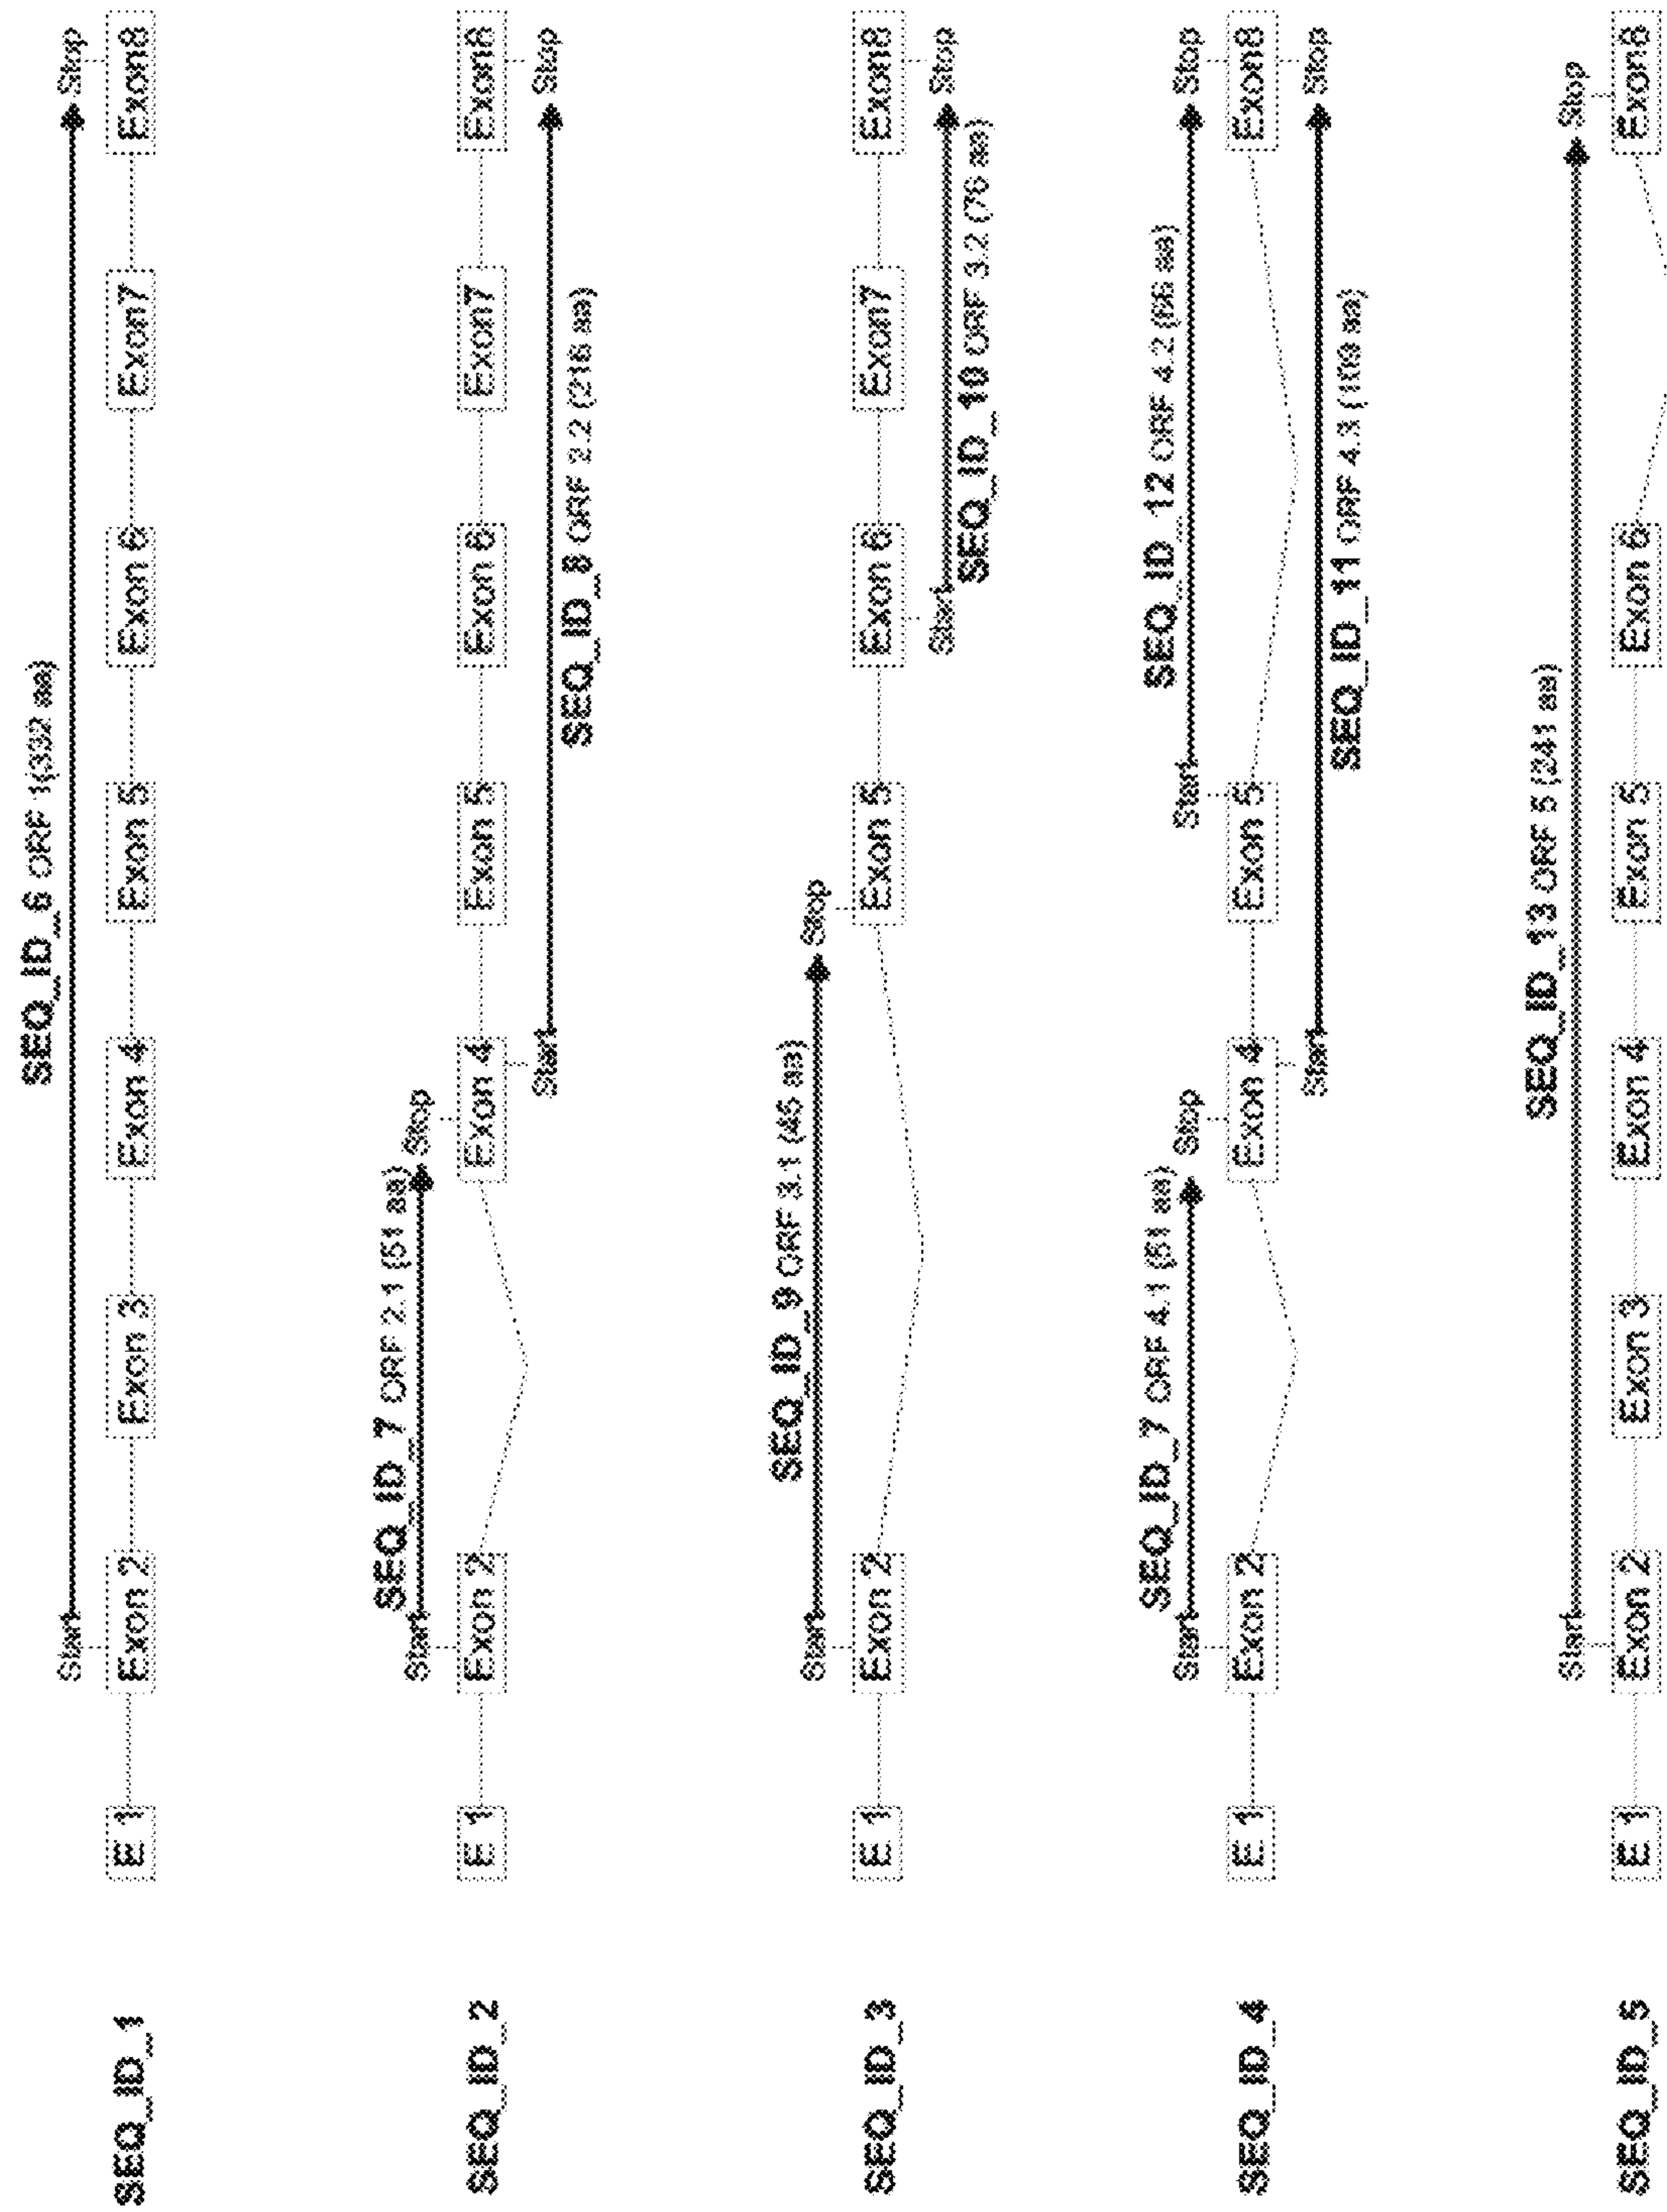 SEQ_ID_6 ORF 1(332 aa)
Start Stop
SEQ_ID_1 E 1 Exon 2 Exon 3 Exon 4 Exon 5 Exon 6 Exon7 Exon8
SEQ_ID_7 ORF 2.1 (51 aa)
Start Stop
SEQ_ID_2 E 1 Exon 2 Exon 4 Exon 5 Exon 6 Exon7 Exon8
Start Stop
SEQ_ID_8 ORF 2.2 (216 aa)
SEQ_ID_9 ORF 3.1 (45 aa)
Start Stop
SEQ_ID_3 E 1 Exon 2 Exon 5 Exon 6 Exon7 Exon8
Start Stop
SEQ_ID_10 ORF 3.2 (76 aa)
SEQ_ID_7 ORF 4.1 (51 aa) SEQ_ID_12 ORF 4.2 aa)
Start Stop Start Stop
SEQ_ID_4 E 1 Exon 2 Exon 4 Exon 5 Exon8
Start Stop
SEQ_ID_11 ORF 4.3 aa)
SEQ_ID_13 ORF 5 (241 aa)
Start Stop
SEQ_ID_5 E 1 Exon 2 Exon 3 Exon 4 Exon 5 Exon 6 Exon8